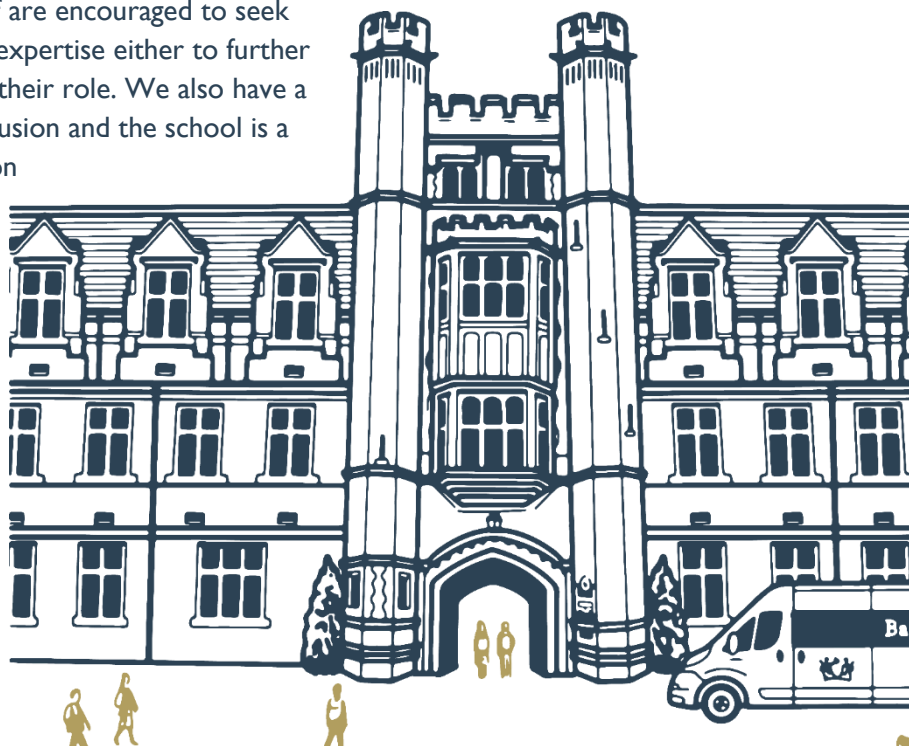 are encouraged to seek
expertise either to further
their role. We also have a
usion and the school is a
on
Ba